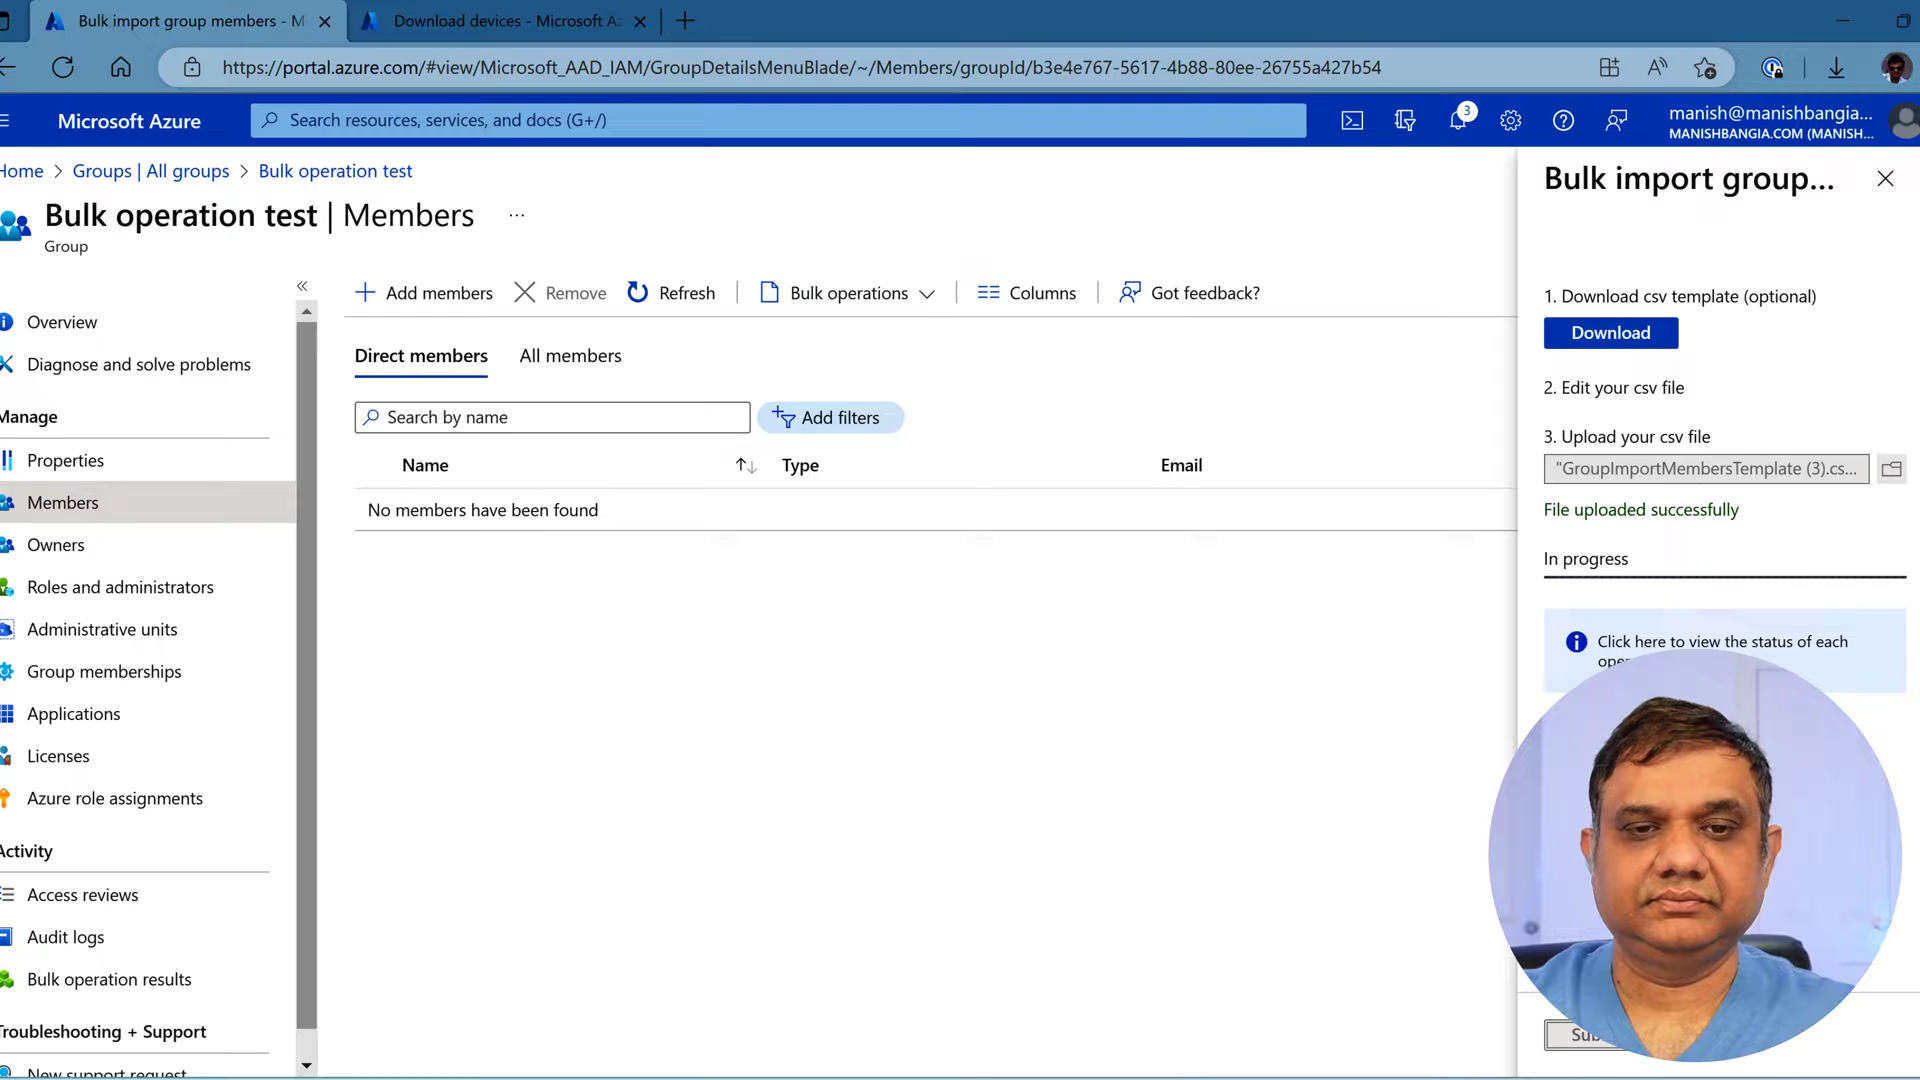 Bulk import group members - M
Download devices - Microsoft Az
https://portal.azure.com/#view/Microsoft_AAD_IAM/GroupDetailsMenuBlade/~/Members/groupId/b3e4e767-5617-4b88-80ee-26755a427b54
Microsoft Azure
Search resources, services, and docs (G+/)
3
manish@manishbangia...
MANISHBANGIA.COM (MANISH...
Home > Groups | All groups > Bulk operation test
Bulk operation test | Members ...
Group
Overview
Diagnose and solve problems
Manage
Properties
Members
Owners
Roles and administrators
Administrative units
Group memberships
Applications
Licenses
Azure role assignments
Activity
Access reviews
Audit logs
Bulk operation results
Troubleshooting + Support
New support request
Add members
Remove
Refresh
Bulk operations
Columns
Got feedback?
Direct members
All members
Search by name
Add filters
Name
Type
Email
No members have been found
Bulk import group...
1. Download csv template (optional)
Download
2. Edit your csv file
3. Upload your csv file
"GroupImportMembersTemplate (3).cs...
File uploaded successfully
In progress
Click here to view the status of each